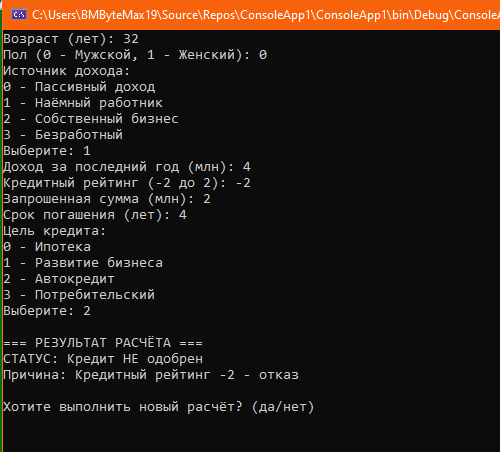 C:\Users\BMByteMax19\Source\Repos\ConsoleApp1\ConsoleApp1\bin\Debug\ConsoleA
Возраст (лет): 32
Пол (0 - Мужской, 1 - Женский): 0
Источник дохода:
0 - Пассивный доход
1 - Наёмный работник
2 - Собственный бизнес
3 - Безработный
Выберите: 1
Доход за последний год (млн): 4
Кредитный рейтинг (-2 до 2): -2
Запрошенная сумма (млн): 2
Срок погашения (лет): 4
Цель кредита:
0 - Ипотека
1 - Развитие бизнеса
2 - Автокредит
3 - Потребительский
Выберите: 2
=== РЕЗУЛЬТАТ РАСЧЁТА ===
СТАТУС: Кредит НЕ одобрен
Причина: Кредитный рейтинг -2 - отказ
Хотите выполнить новый расчёт? (да/нет)